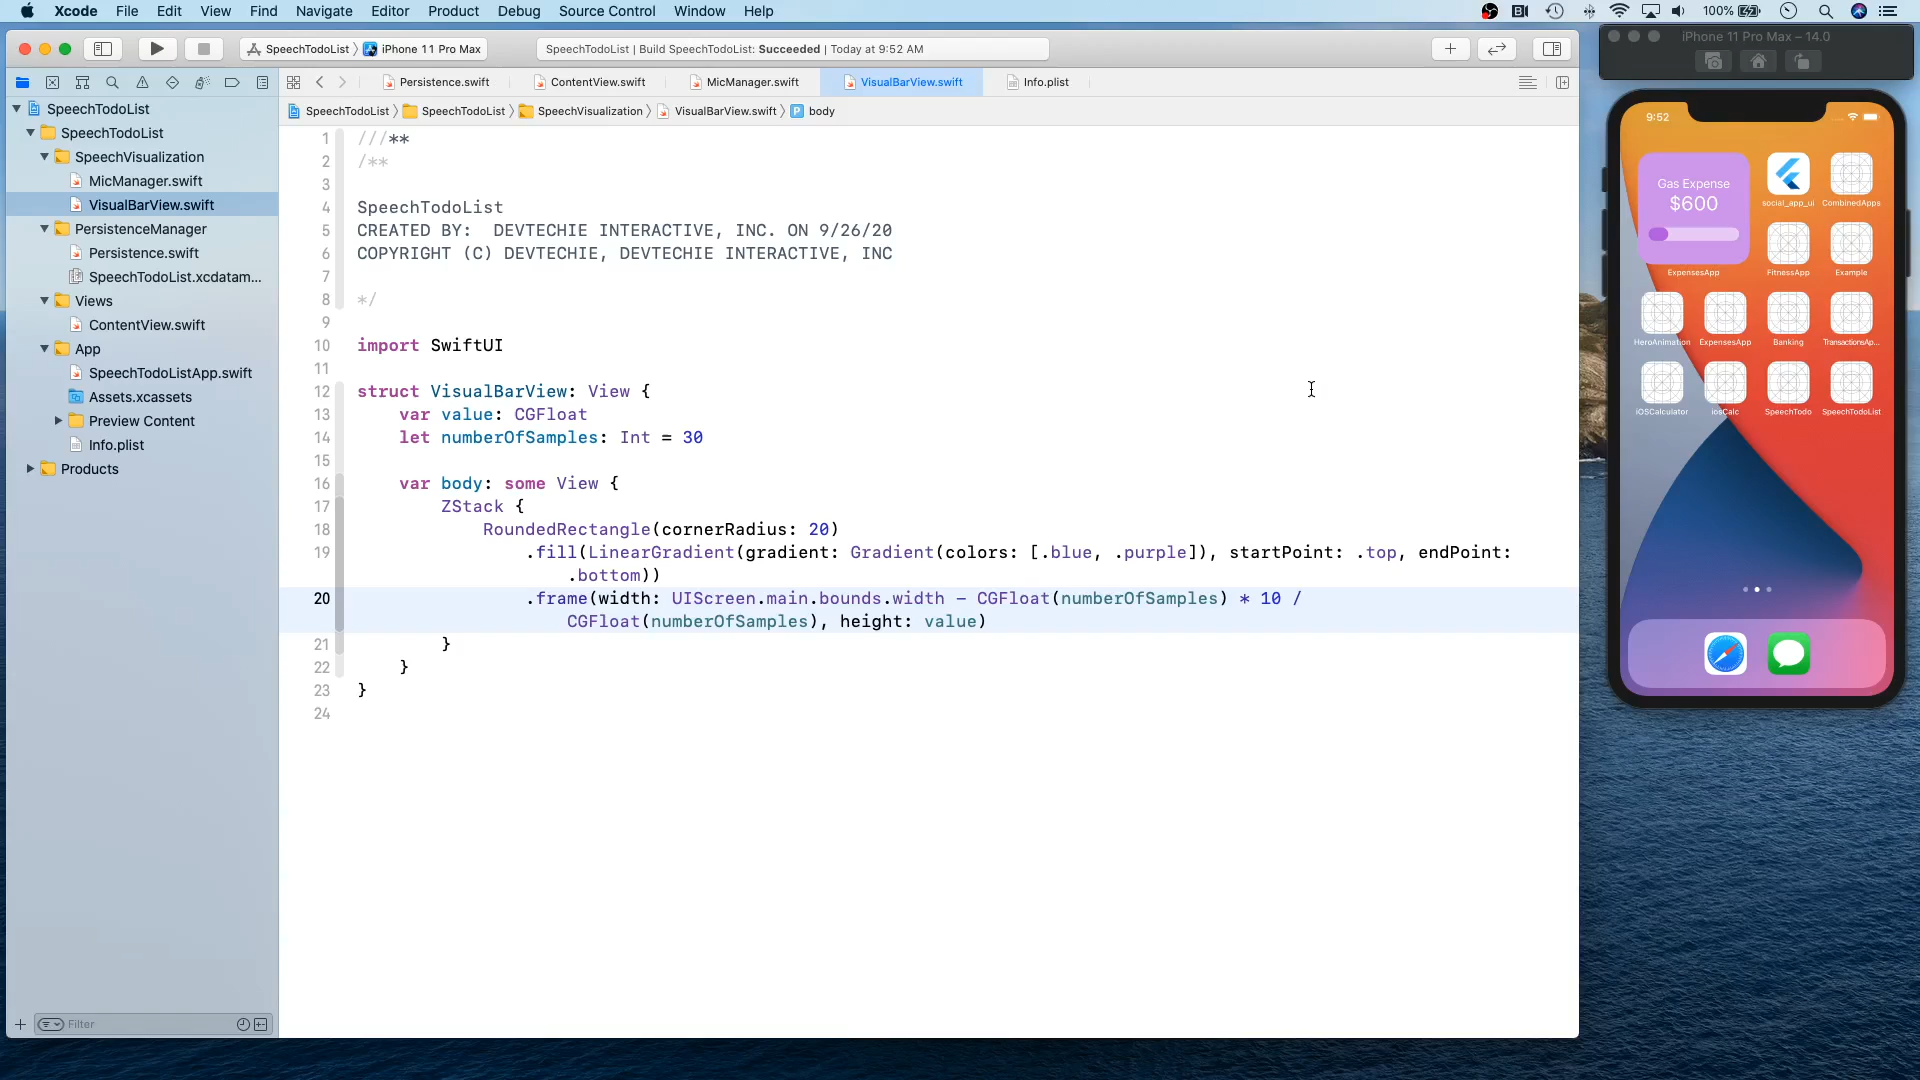 Xcode File Edit View Find Navigate Editor Product Debug Source Control Window Help 100%
SpeechTodoList iPhone 11 Pro Max
SpeechTodoList | Build SpeechTodoList: Succeeded | Today at 9:52 AM
iPhone 11 Pro Max – 14.0
Persistence.swift ContentView.swift MicManager.swift VisualBarView.swift Info.plist
SpeechTodoList SpeechTodoList SpeechVisualization VisualBarView.swift P body
SpeechTodoList
SpeechTodoList
SpeechVisualization
MicManager.swift
VisualBarView.swift
PersistenceManager
Persistence.swift
SpeechTodoList.xcdatam...
Views
ContentView.swift
App
SpeechTodoListApp.swift
Assets.xcassets
Preview Content
Info.plist
Products
Filter
1 ///**
2 /**
3
4 SpeechTodoList
5 CREATED BY:  DEVTECHIE INTERACTIVE, INC. ON 9/26/20
6 COPYRIGHT (C) DEVTECHIE, DEVTECHIE INTERACTIVE, INC
7
8 */
9
10 import SwiftUI
11
12 struct VisualBarView: View {
13     var value: CGFloat
14     let numberOfSamples: Int = 30
15
16     var body: some View {
17         ZStack {
18             RoundedRectangle(cornerRadius: 20)
19                 .fill(LinearGradient(gradient: Gradient(colors: [.blue, .purple]), startPoint: .top, endPoint:
.bottom))
20                 .frame(width: UIScreen.main.bounds.width − CGFloat(numberOfSamples) * 10 /
CGFloat(numberOfSamples), height: value)
21         }
22     }
23 }
24
9:52
Gas Expense
$600
ExpensesApp
social_app_ui CombinedApps
FitnessApp Example
HeroAnimation ExpensesApp Banking TransactionsAp...
iOSCalculator iosCalc SpeechTodo SpeechTodoList